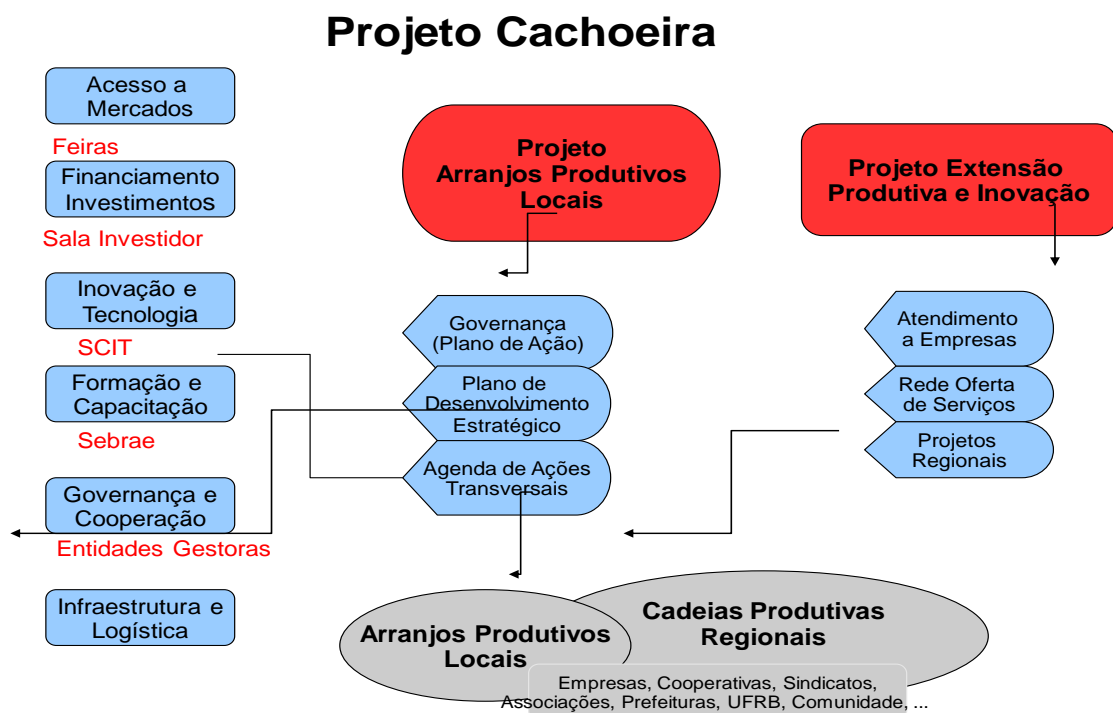 Projeto Cachoeira
Acesso a
Mercados
Feiras
Financiamento
Investimentos
Sala Investidor
Inovação e
Tecnologia
SCIT
Formação e
Capacitação
Sebrae
Governança e
Cooperação
Entidades Gestoras
Infraestrutura e
Logística
Projeto
Arranjos Produtivos
Locais
Governança
(Plano de Ação)
Plano de
Desenvolvimento
Estratégico
Agenda de Ações
Transversais
Projeto Extensão
Produtiva e Inovação
Atendimento
a Empresas
Rede Oferta
de Serviços
Projetos
Regionais
Arranjos Produtivos
Locais
Cadeias Produtivas
Regionais
Empresas, Cooperativas, Sindicatos,
Associações, Prefeituras, UFRB, Comunidade, ...